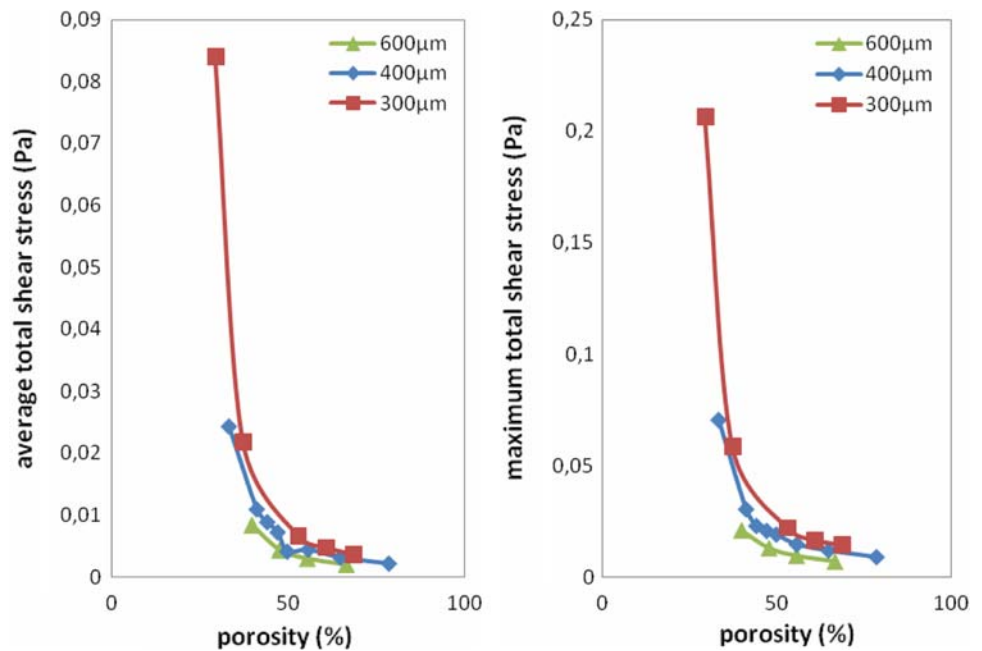 average total shear stress (Pa)
0,09
0,08
0,07
0,06
0,05
0,04
0,03
0,02
0,01
0
0
50
100
porosity (%)
600µm
400µm
300µm
maximum total shear stress (Pa)
0,25
0,2
0,15
0,1
0,05
0
0
50
100
porosity (%)
600µm
400µm
300µm